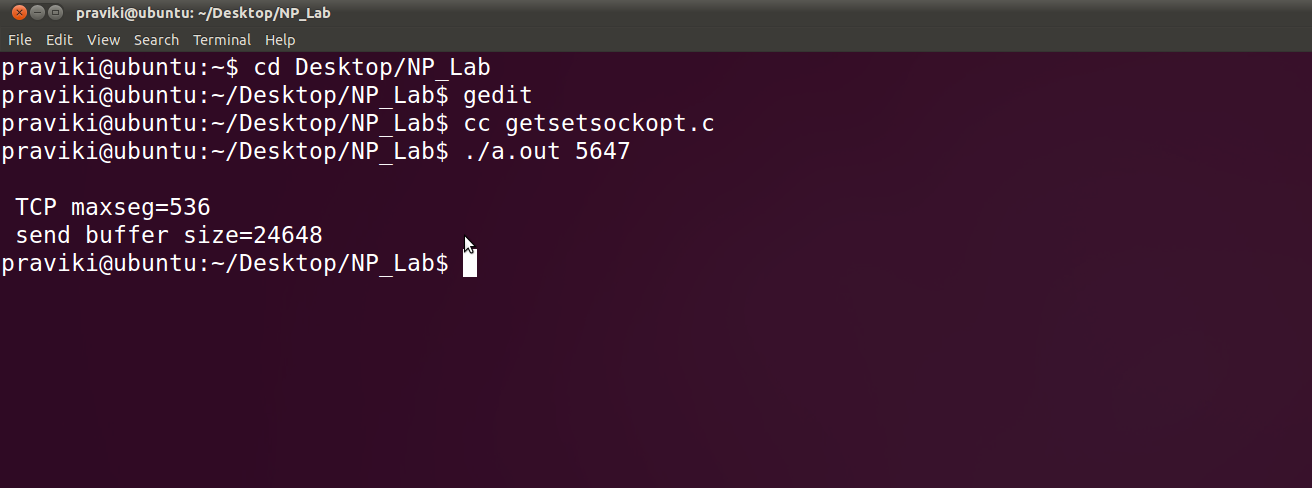 praviki@ubuntu: ~/Desktop/NP_Lab
File Edit View Search Terminal Help
praviki@ubuntu:~$ cd Desktop/NP_Lab
praviki@ubuntu:~/Desktop/NP_Lab$ gedit
praviki@ubuntu:~/Desktop/NP_Lab$ cc getsetsockopt.c
praviki@ubuntu:~/Desktop/NP_Lab$ ./a.out 5647
TCP maxseg=536
send buffer size=24648
praviki@ubuntu:~/Desktop/NP_Lab$